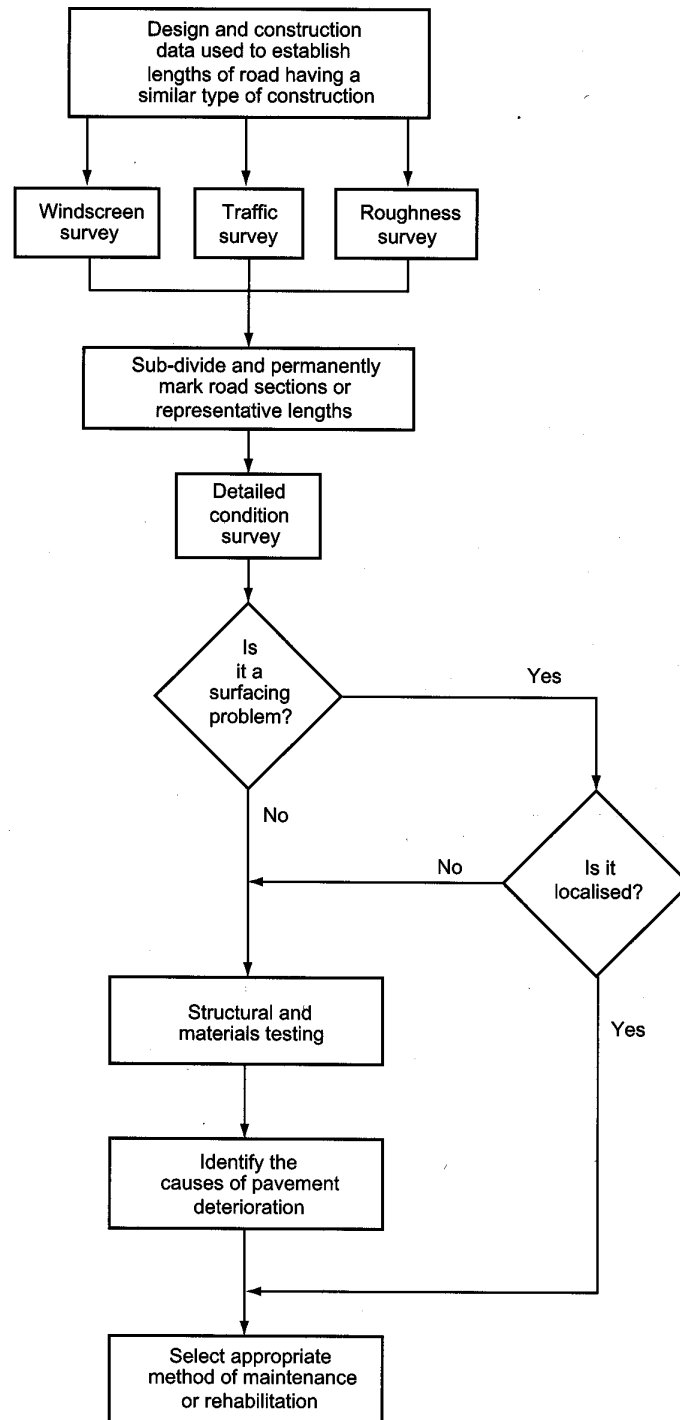 Design and construction
data used to establish
lengths of road having a
similar type of construction
Windscreen
survey
Traffic
survey
Roughness
survey
Sub-divide and permanently
mark road sections or
representative lengths
Detailed
condition
survey
Is
it a
surfacing
problem?
Yes
No
Is it
localised?
No
Yes
Structural and
materials testing
Identify the
causes of pavement
deterioration
Select appropriate
method of maintenance
or rehabilitation